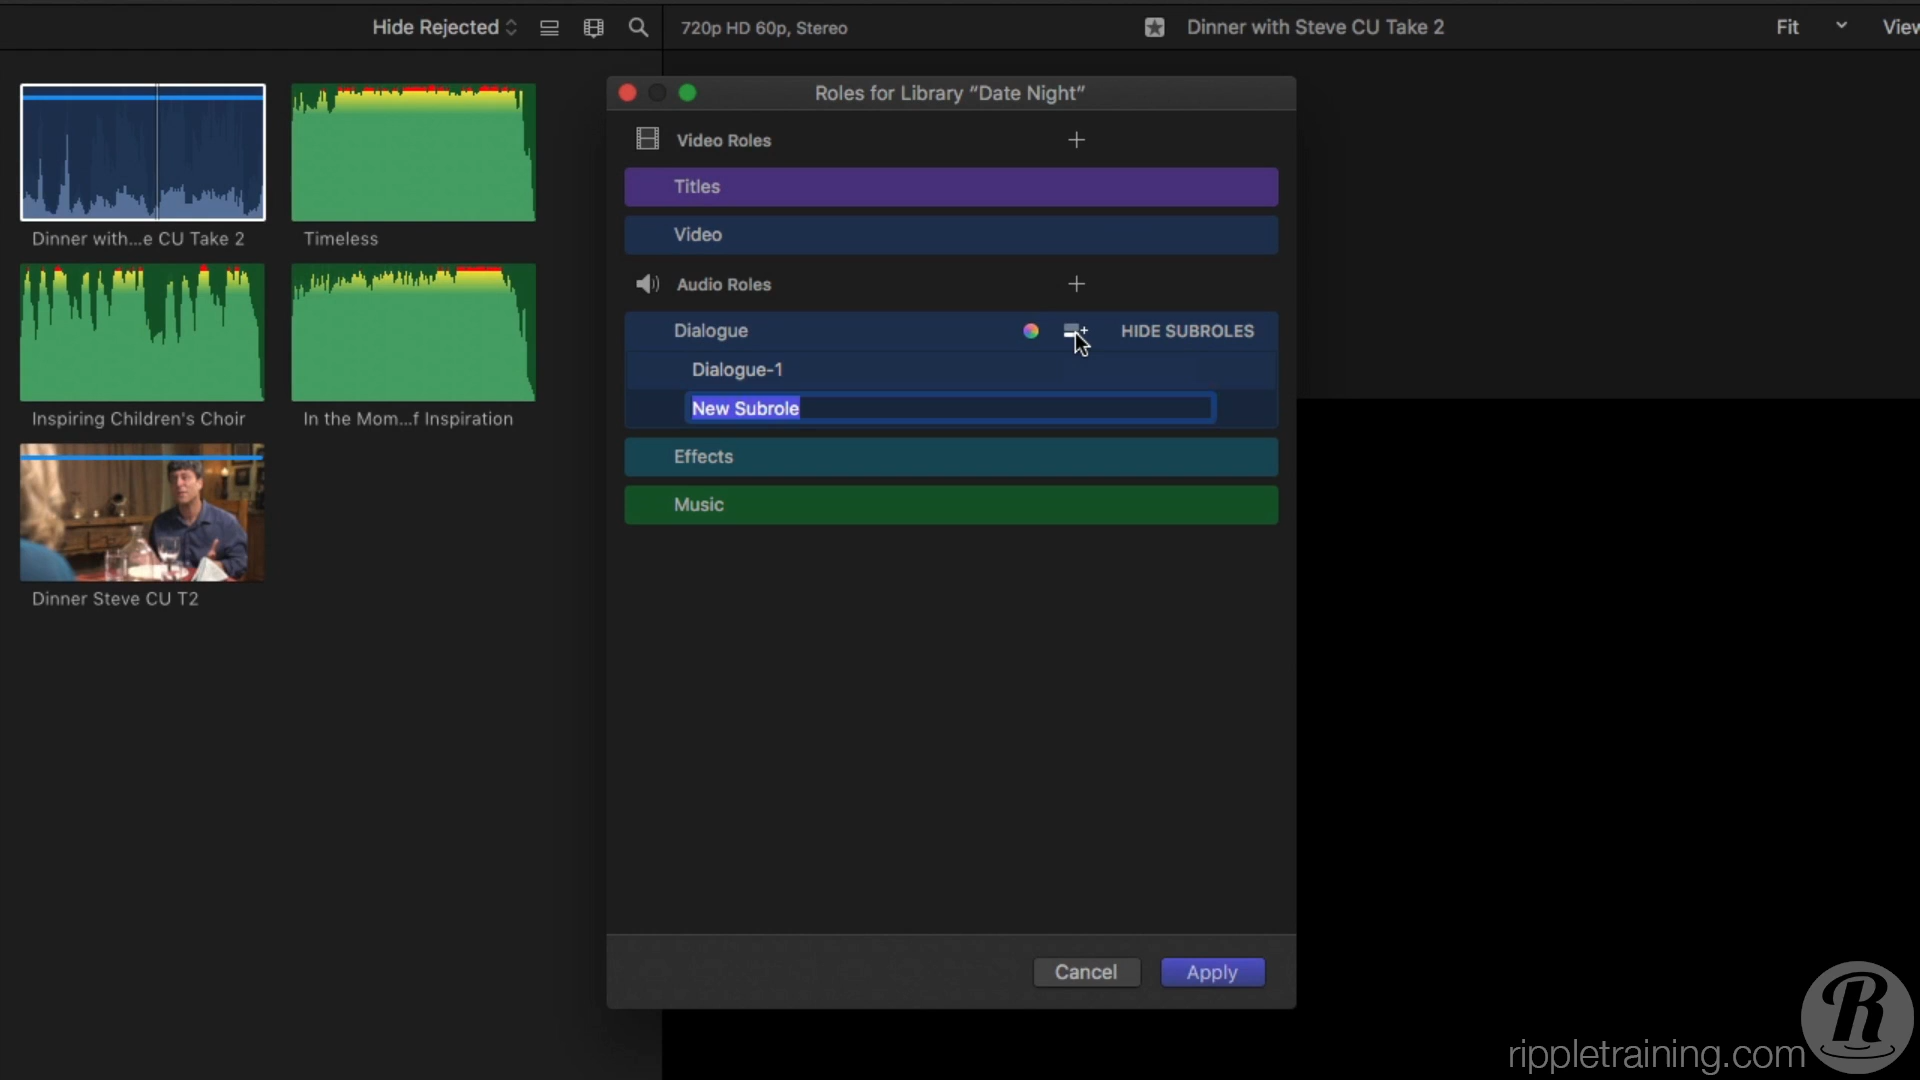 Hide Rejected
720p HD 60p, Stereo
Dinner with Steve CU Take 2
Fit
View
Dinner with...e CU Take 2
Timeless
Inspiring Children's Choir
In the Mom...f Inspiration
Dinner Steve CU T2
Roles for Library “Date Night”
Video Roles
Titles
Video
Audio Roles
Dialogue
HIDE SUBROLES
Dialogue-1
New Subrole
Effects
Music
Cancel
Apply
R
rippletraining.com